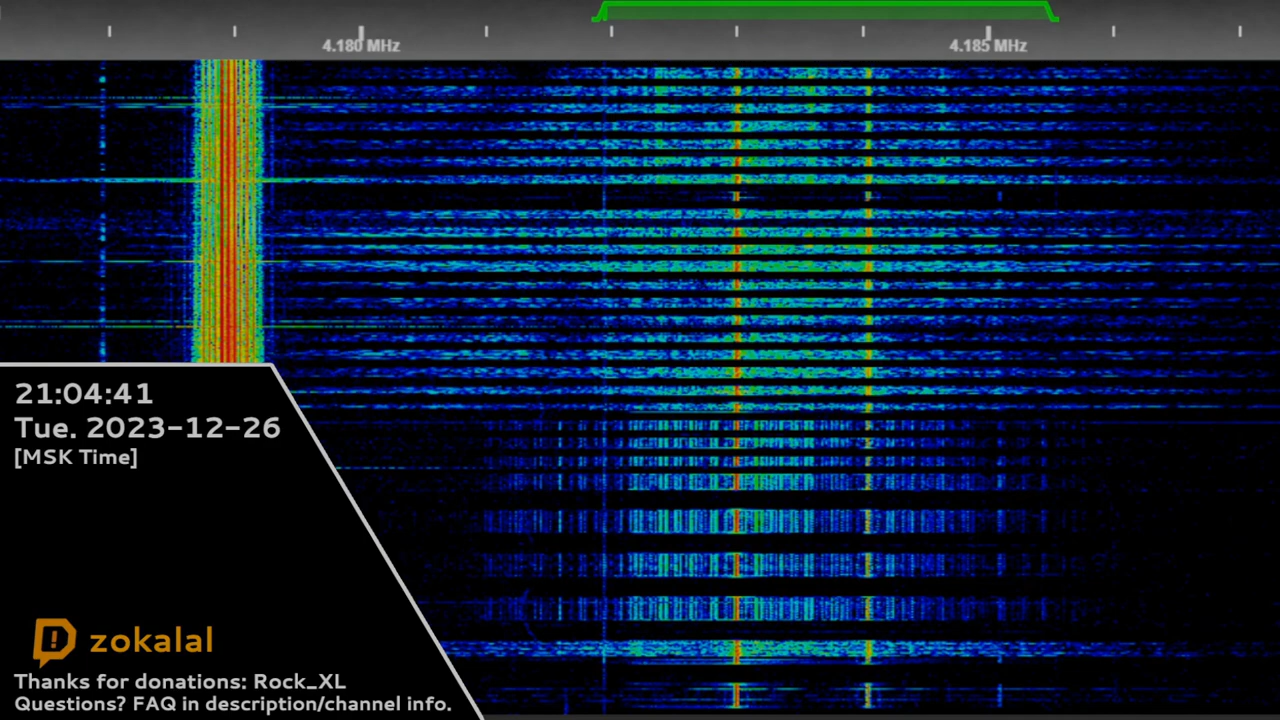 4.180 MHz
4.185 MHz
21:04:41
Tue. 2023-12-26
[MSK Time]
zokalal
Thanks for donations: Rock_XL
Questions? FAQ in description/channel info.